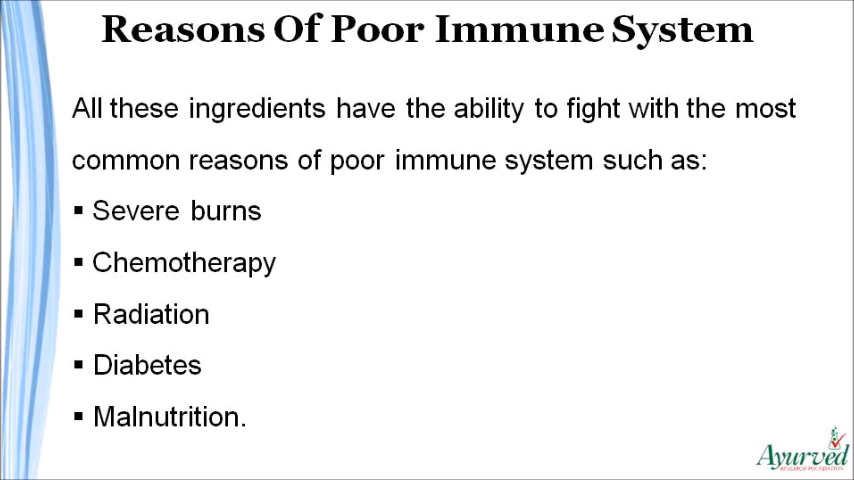 Reasons Of Poor Immune System
All these ingredients have the ability to fight with the most
common reasons of poor immune system such as:
▪ Severe burns
▪ Chemotherapy
▪ Radiation
▪ Diabetes
▪ Malnutrition.
Ayurved
RESEARCH FOUNDATION